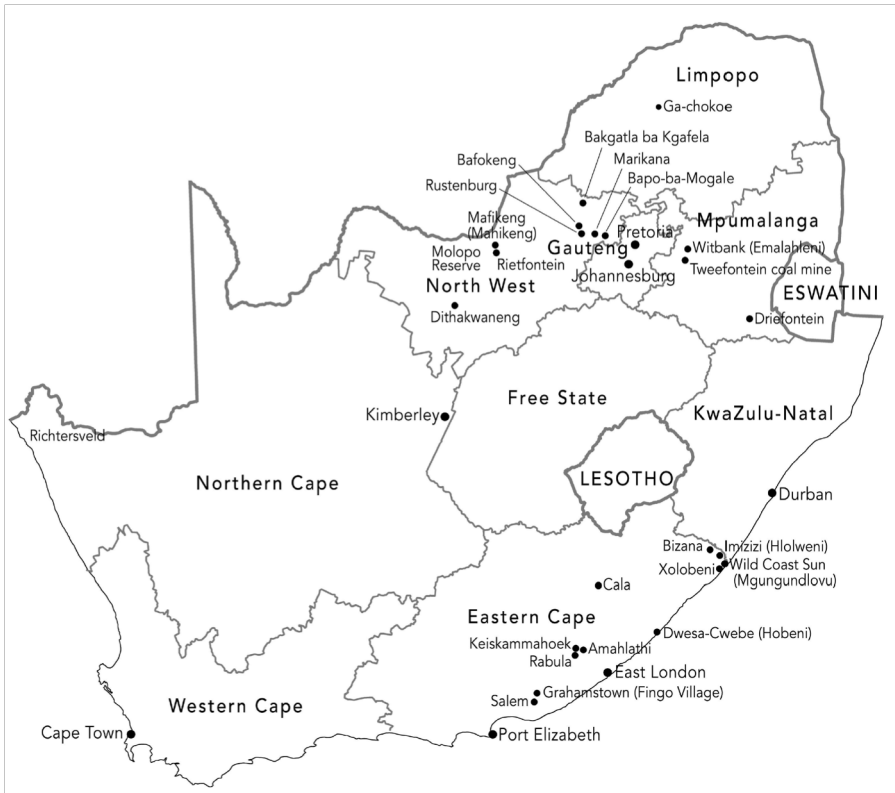 Limpopo
Ga-chokoe
Bakgatla ba Kgafela
Marikana
Bafokeng
Bapo-ba-Mogale
Rustenburg
Mafikeng
(Mahikeng)
Mpumalanga
Pretoria
Gauteng
Witbank (Emalahleni)
Molopo
Reserve
Rietfontein
Tweefontein coal mine
Johannesburg
North West
ESWATINI
Dithakwaneng
Driefontein
Free State
Kimberley
KwaZulu-Natal
Richtersveld
Northern Cape
LESOTHO
Durban
Bizana
Imizizi (Hlolweni)
Xolobeni
Wild Coast Sun
(Mgungundlovu)
Cala
Eastern Cape
Dwesa-Cwebe (Hobeni)
Keiskammahoek
Amahlathi
Rabula
East London
Grahamstown (Fingo Village)
Salem
Western Cape
Cape Town
Port Elizabeth